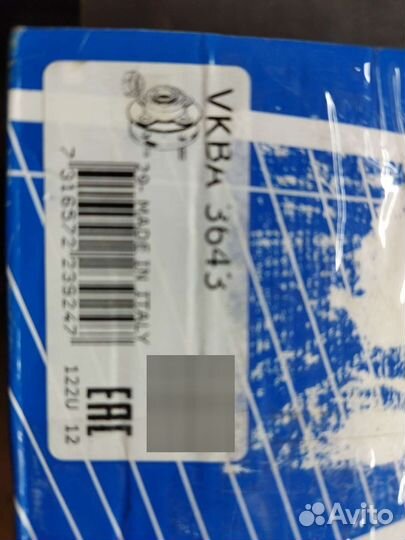 VKBA 3643
MADE IN ITALY
7 316572 239247
EAC
122U 12
Avito